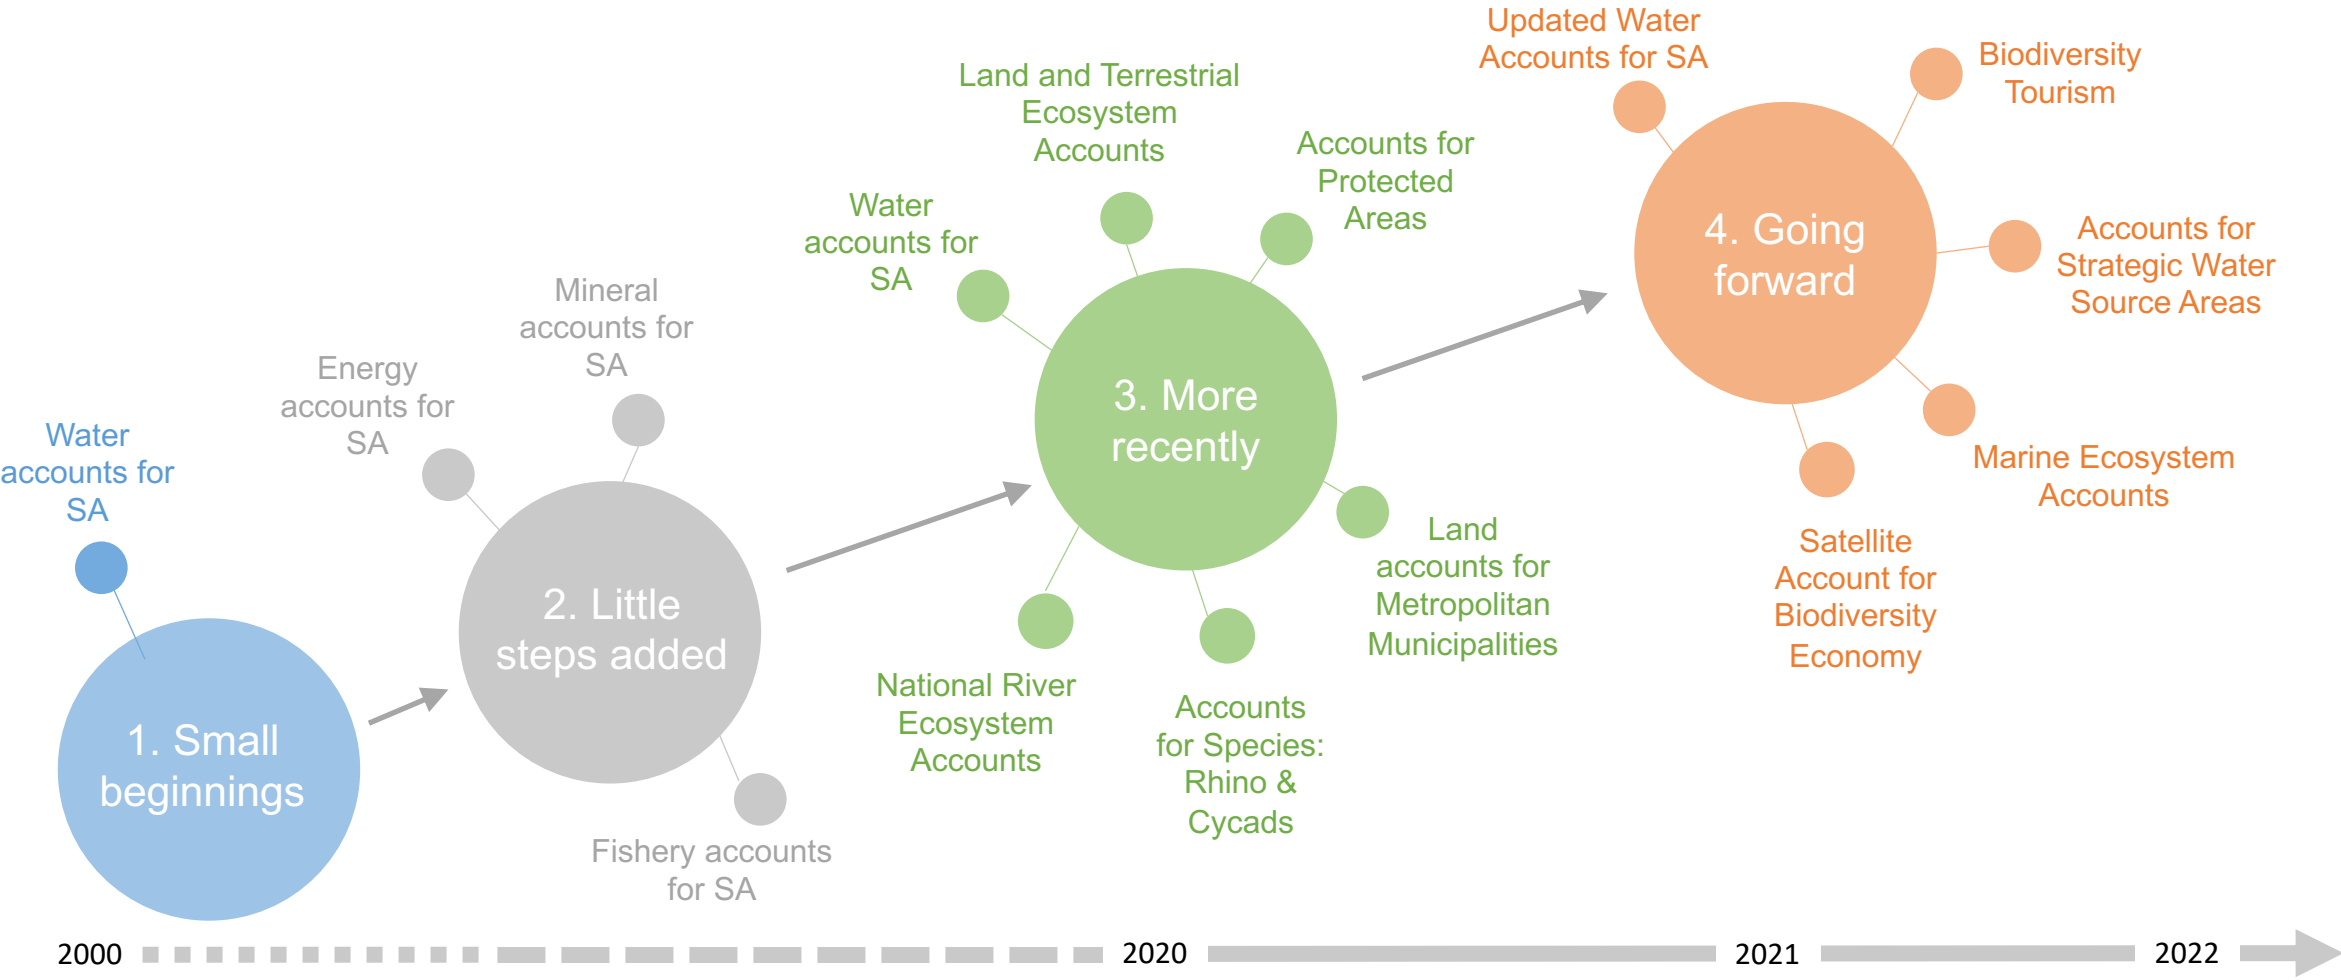 Water
accounts for
SA
1. Small
beginnings
Energy
accounts for
SA
Mineral
accounts for
SA
2. Little
steps added
Fishery accounts
for SA
Water
accounts for
SA
Land and Terrestrial
Ecosystem
Accounts
Accounts for
Protected
Areas
3. More
recently
National River
Ecosystem
Accounts
Accounts
for Species:
Rhino &
Cycads
Land
accounts for
Metropolitan
Municipalities
Updated Water
Accounts for SA
Biodiversity
Tourism
4. Going
forward
Accounts for
Strategic Water
Source Areas
Marine Ecosystem
Accounts
Satellite
Account for
Biodiversity
Economy
2000
2020
2021
2022